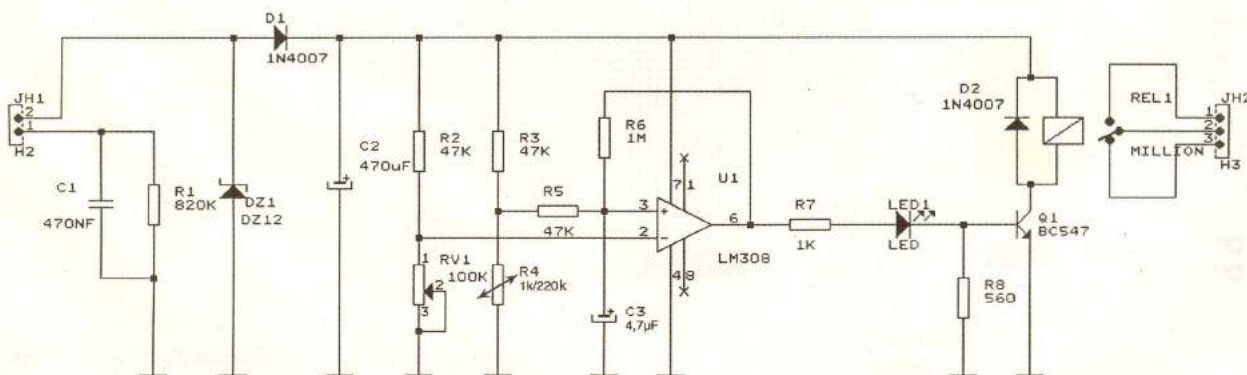 D1
1N4007
JH1
2
1
H2
C1
470NF
R1
820K
DZ1
DZ12
C2
470uF
+
R2
47K
R3
47K
R6
1M
R5
47K
1
RV1
100K
2
3
R4
1k/220k
C3
4,7µF
+
3
+
2
-
7
1
U1
6
LM308
4
8
R7
1K
LED1
LED
R8
560
Q1
BC547
D2
1N4007
REL1
MILLION
JH2
1
2
3
H3